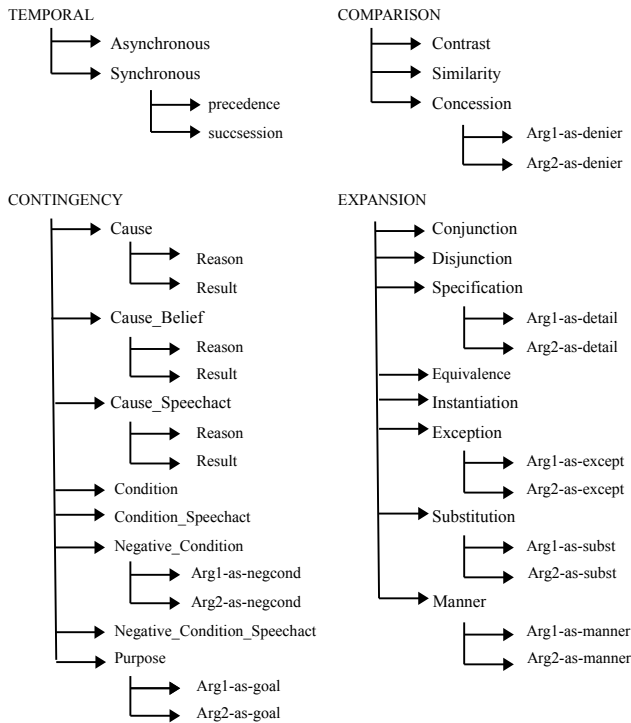 TEMPORAL
Asynchronous
Synchronous
precedence
succsession
COMPARISON
Contrast
Similarity
Concession
Arg1-as-denier
Arg2-as-denier
CONTINGENCY
Cause
Reason
Result
Cause_Belief
Reason
Result
Cause_Speechact
Reason
Result
Condition
Condition_Speechact
Negative_Condition
Arg1-as-negcond
Arg2-as-negcond
Negative_Condition_Speechact
Purpose
Arg1-as-goal
Arg2-as-goal
EXPANSION
Conjunction
Disjunction
Specification
Arg1-as-detail
Arg2-as-detail
Equivalence
Instantiation
Exception
Arg1-as-except
Arg2-as-except
Substitution
Arg1-as-subst
Arg2-as-subst
Manner
Arg1-as-manner
Arg2-as-manner